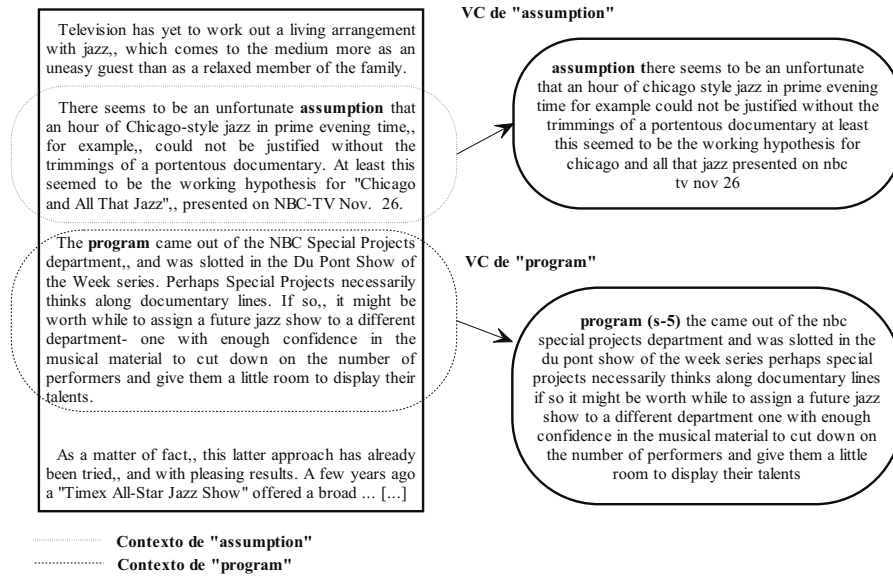 Television has yet to work out a living arrangement
with jazz,, which comes to the medium more as an
uneasy guest than as a relaxed member of the family.
There seems to be an unfortunate assumption that
an hour of Chicago-style jazz in prime evening time,,
for example,, could not be justified without the
trimmings of a portentous documentary. At least this
seemed to be the working hypothesis for "Chicago
and All That Jazz",, presented on NBC-TV Nov. 26.
The program came out of the NBC Special Projects
department,, and was slotted in the Du Pont Show of
the Week series. Perhaps Special Projects necessarily
thinks along documentary lines. If so,, it might be
worth while to assign a future jazz show to a different
department- one with enough confidence in the
musical material to cut down on the number of
performers and give them a little room to display their
talents.
As a matter of fact,, this latter approach has already
been tried,, and with pleasing results. A few years ago
a "Timex All-Star Jazz Show" offered a broad ... [...]
VC de "assumption"
assumption there seems to be an unfortunate
that an hour of chicago style jazz in prime evening
time for example could not be justified without the
trimmings of a portentous documentary at least
this seemed to be the working hypothesis for
chicago and all that jazz presented on nbc
tv nov 26
VC de "program"
program (s-5) the came out of the nbc
special projects department and was slotted in the
du pont show of the week series perhaps special
projects necessarily thinks along documentary lines
if so it might be worth while to assign a future jazz
show to a different department one with enough
confidence in the musical material to cut down on
the number of performers and give them a little
room to display their talents
Contexto de "assumption"
Contexto de "program"